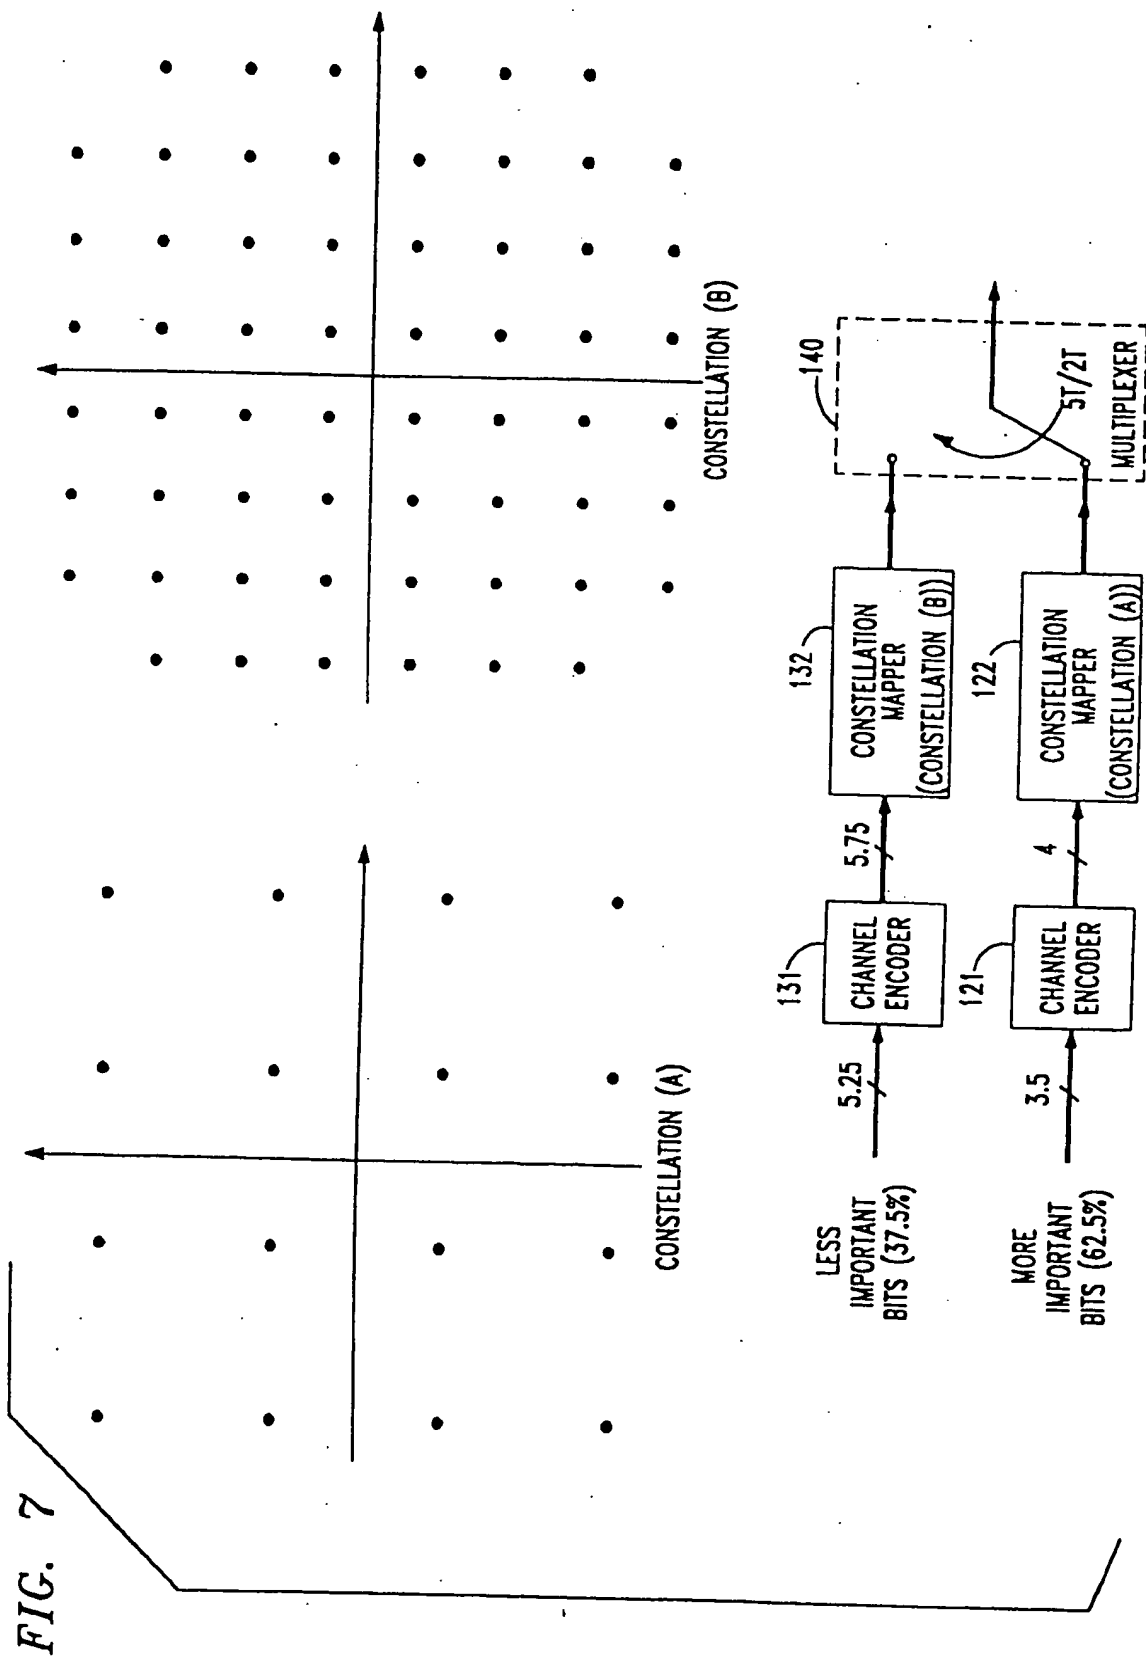 FIG. 7
CONSTELLATION (A)
CONSTELLATION (B)
LESS
IMPORTANT
BITS (37.5%)
5.25
131
CHANNEL
ENCODER
5.75
132
CONSTELLATION
MAPPER
(CONSTELLATION (B))
140
5T/2T
MULTIPLEXER
MORE
IMPORTANT
BITS (62.5%)
3.5
121
CHANNEL
ENCODER
4
122
CONSTELLATION
MAPPER
(CONSTELLATION (A))